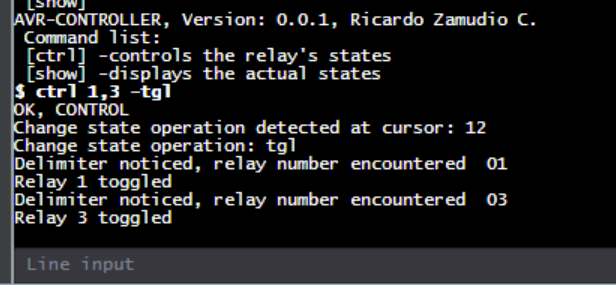 [show]
AVR-CONTROLLER, Version: 0.0.1, Ricardo Zamudio C.
Command list:
[ctrl] -controls the relay's states
[show] -displays the actual states
$ ctrl 1,3 -tgl
OK, CONTROL
Change state operation detected at cursor: 12
Change state operation: tgl
Delimiter noticed, relay number encountered  01
Relay 1 toggled
Delimiter noticed, relay number encountered  03
Relay 3 toggled
Line input